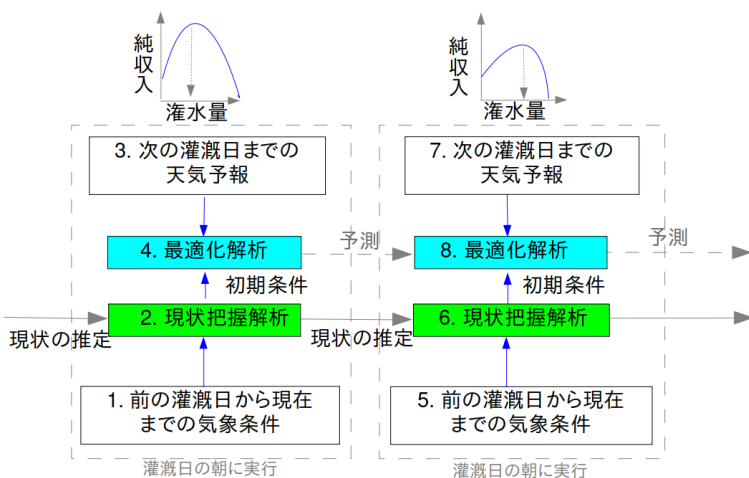 純収入
潅水量
純収入
潅水量
3. 次の灌漑日までの
天気予報
7. 次の灌漑日までの
天気予報
4. 最適化解析
予測
8. 最適化解析
予測
初期条件
初期条件
2. 現状把握解析
6. 現状把握解析
現状の推定
現状の推定
1. 前の灌漑日から現在
までの気象条件
5. 前の灌漑日から現在
までの気象条件
灌漑日の朝に実行
灌漑日の朝に実行